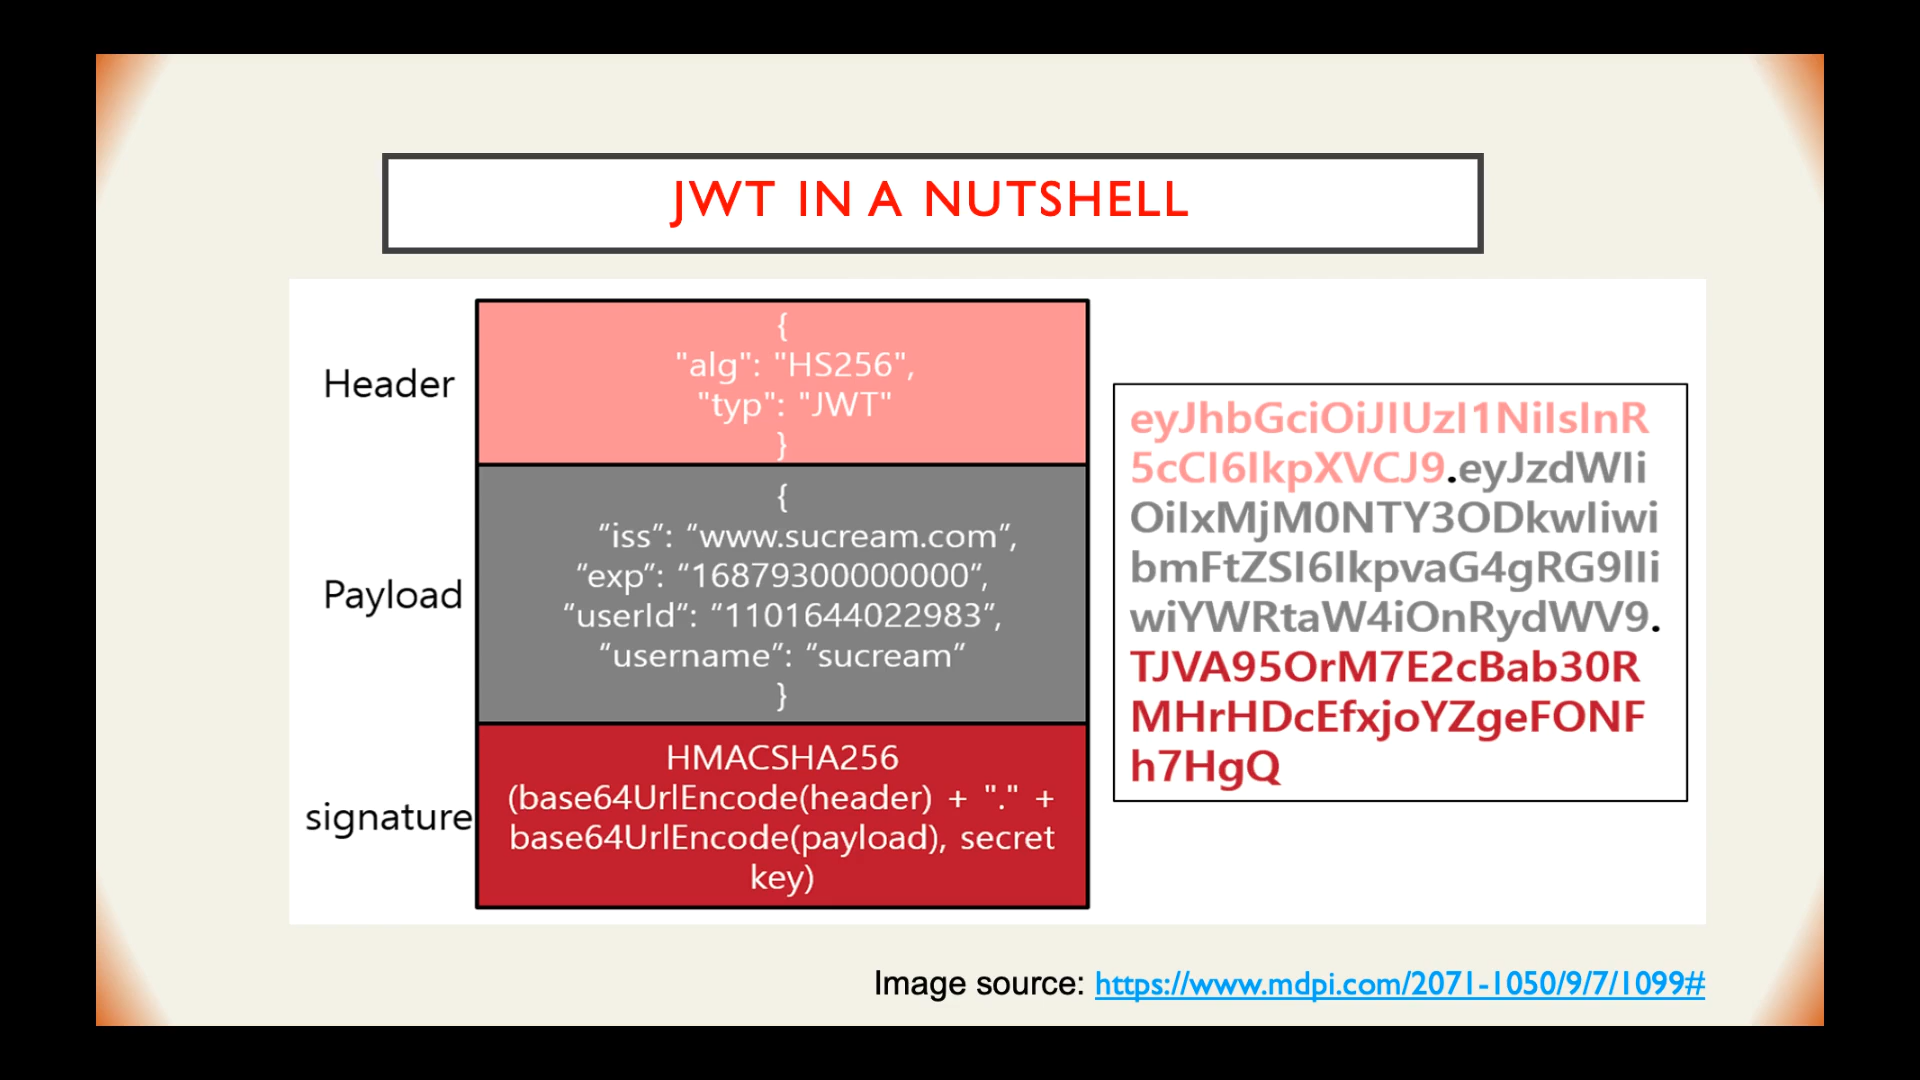 JWT IN A NUTSHELL
Header
{
"alg": "HS256",
"typ": "JWT"
}
Payload
{
“iss”: “www.sucream.com”,
“exp”: “16879300000000”,
“userId”: “1101644022983”,
“username”: “sucream”
}
signature
HMACSHA256
(base64UrlEncode(header) + "." +
base64UrlEncode(payload), secret
key)
eyJhbGciOiJIUzI1NiIsInR
5cCI6IkpXVCJ9.eyJzdWIi
OiIxMjM0NTY3ODkwIiwi
bmFtZSI6IkpvaG4gRG9lIi
wiYWRtaW4iOnRydWV9.
TJVA95OrM7E2cBab30R
MHrHDcEfxjoYZgeFONF
h7HgQ
Image source: https://www.mdpi.com/2071-1050/9/7/1099#